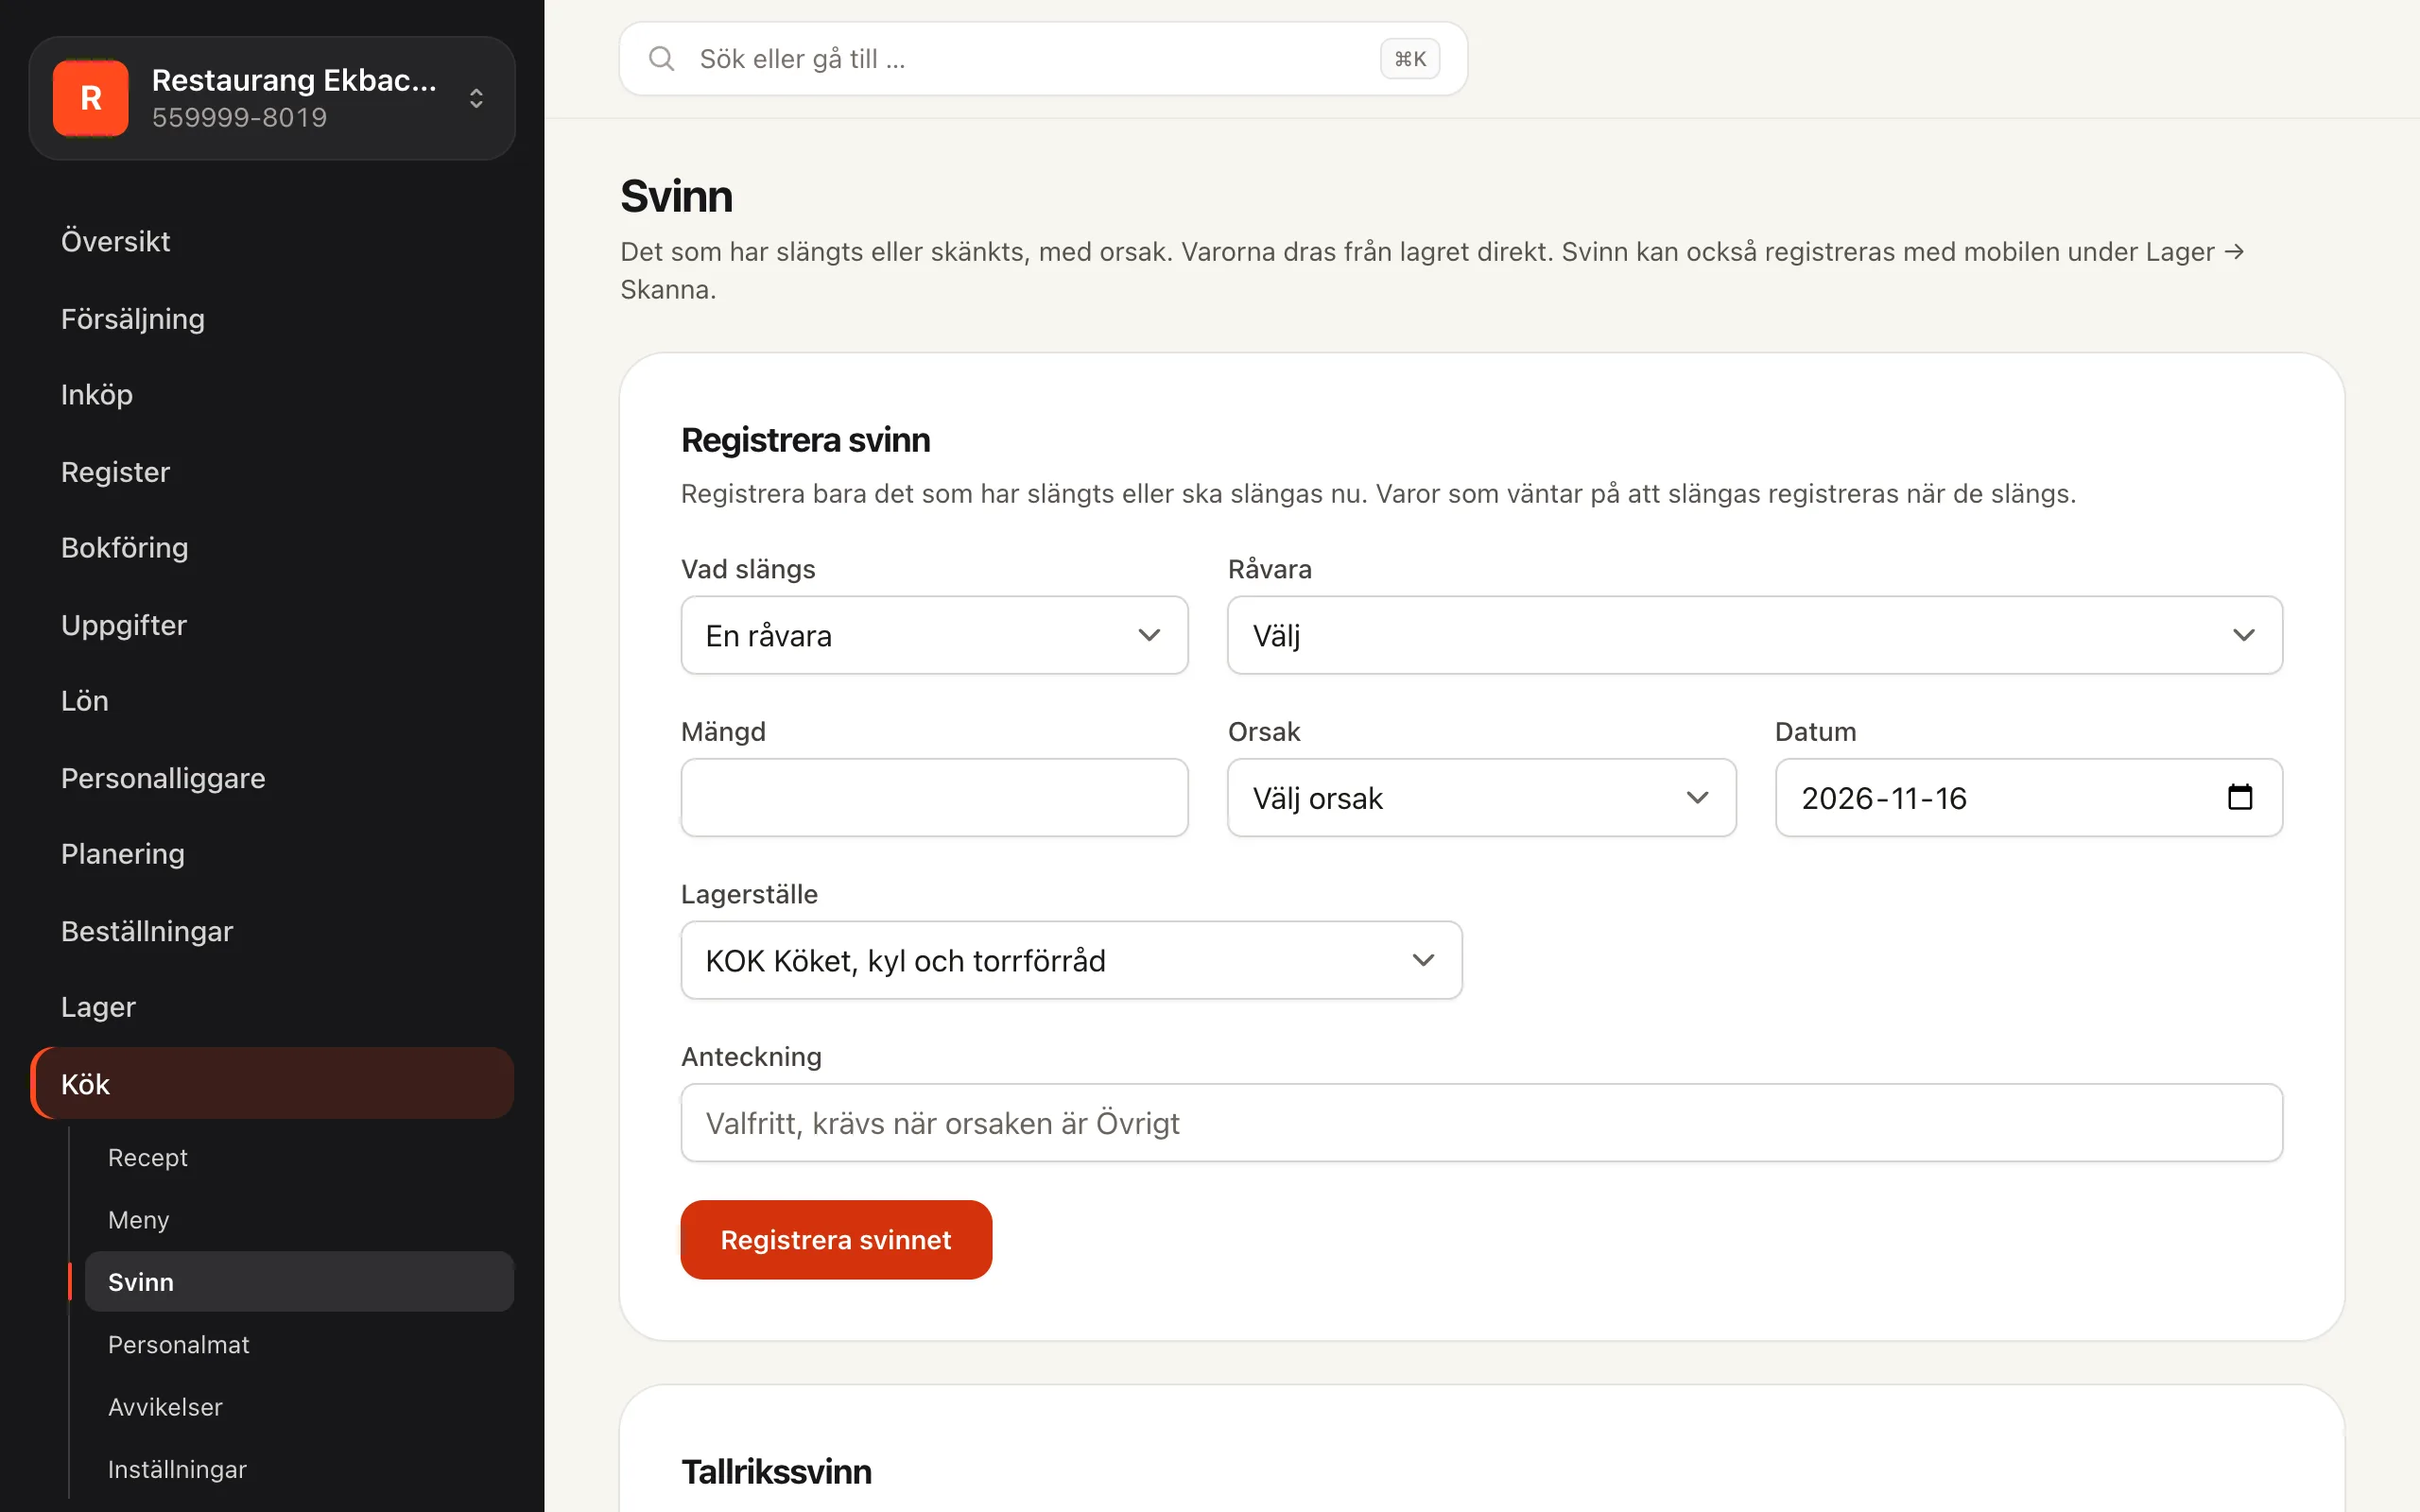 R
Restaurang Ekbac...
559999-8019
Översikt
Försäljning
Inköp
Register
Bokföring
Uppgifter
Lön
Personalliggare
Planering
Beställningar
Lager
Kök
Recept
Meny
Svinn
Personalmat
Avvikelser
Inställningar
Sök eller gå till ...
⌘K
Svinn
Det som har slängts eller skänkts, med orsak. Varorna dras från lagret direkt. Svinn kan också registreras med mobilen under Lager →
Skanna.
Registrera svinn
Registrera bara det som har slängts eller ska slängas nu. Varor som väntar på att slängas registreras när de slängs.
Vad slängs
Råvara
En råvara
Välj
Mängd
Orsak
Datum
Välj orsak
2026-11-16
Lagerställe
KOK Köket, kyl och torrförråd
Anteckning
Valfritt, krävs när orsaken är Övrigt
Registrera svinnet
Tallrikssvinn